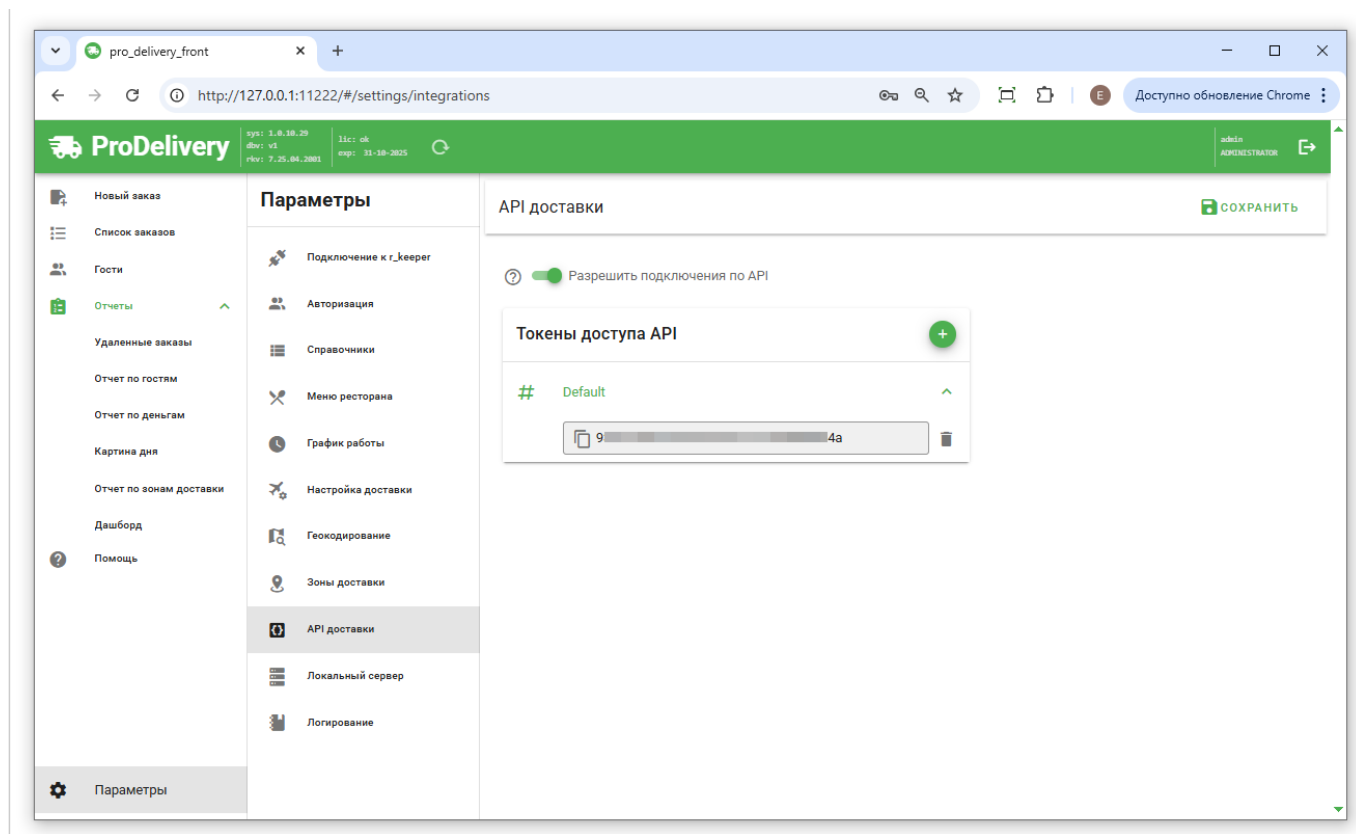 pro_delivery_front
http://127.0.0.1:11222/#/settings/integrations
E
Доступно обновление Chrome
ProDelivery
sys: 1.0.10.29
dbv: v1
rkv: 7.25.04.2001
lic: ok
exp: 31-10-2025
admin
ADMINISTRATOR
Новый заказ
Список заказов
Гости
Отчеты
Удаленные заказы
Отчет по гостям
Отчет по деньгам
Картина дня
Отчет по зонам доставки
Дашборд
Помощь
Параметры
Параметры
Подключение к r_keeper
Авторизация
Справочники
Меню ресторана
График работы
Настройка доставки
Геокодирование
Зоны доставки
API доставки
Локальный сервер
Логирование
API доставки
СОХРАНИТЬ
Разрешить подключения по API
Токены доступа API
Default
9 4a